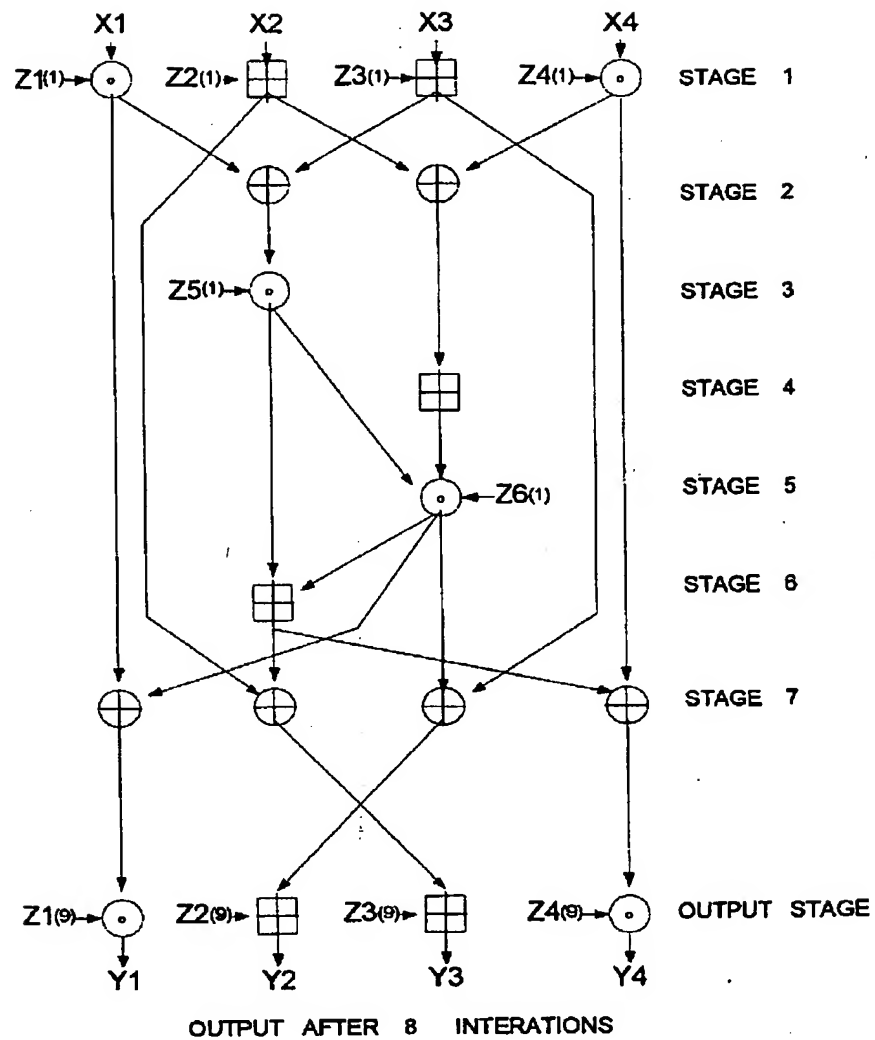 X1 X2 X3 X4
Z1(1) Z2(1) Z3(1) Z4(1) STAGE 1
STAGE 2
Z5(1) STAGE 3
STAGE 4
Z6(1) STAGE 5
STAGE 6
STAGE 7
Z1(9) Z2(9) Z3(9) Z4(9) OUTPUT STAGE
Y1 Y2 Y3 Y4
OUTPUT AFTER 8 INTERATIONS